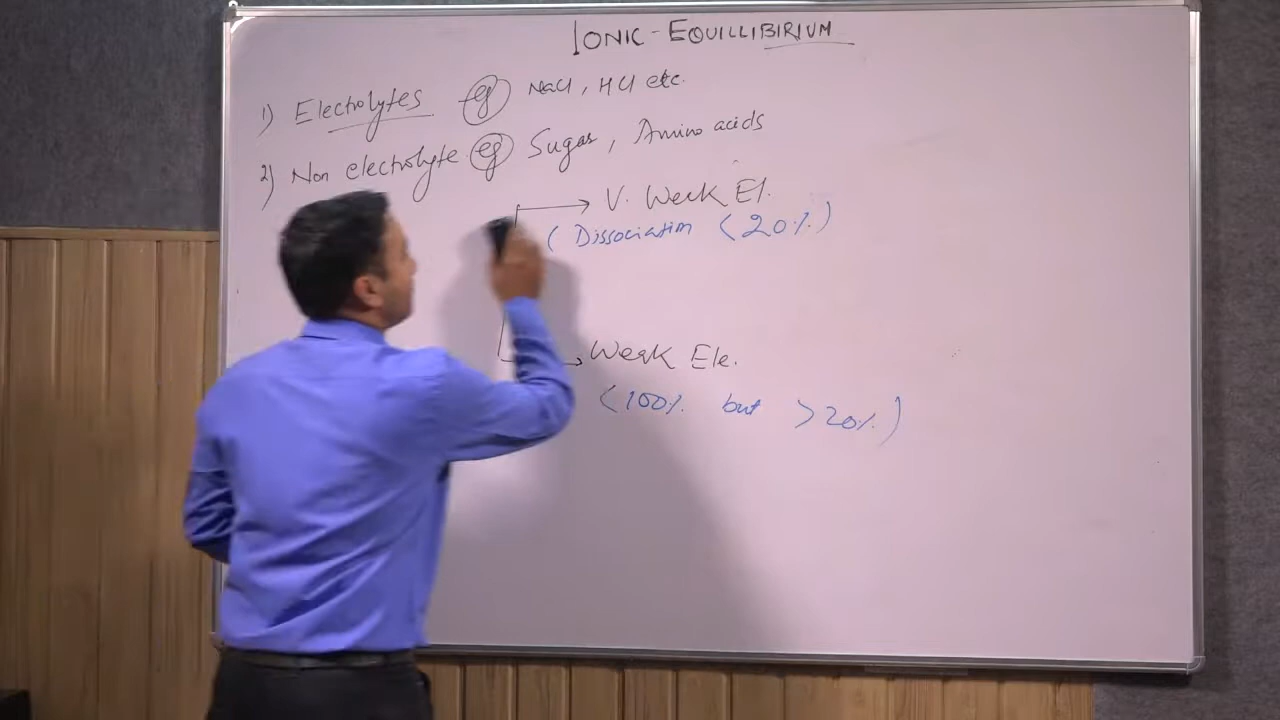 IONIC-EQUILLIBIRIUM
1) Electrolytes eg NaCl, HCl etc.
2) Non electrolyte eg Sugar, Amino acids
V. Weak El.
( Dissociation <20%)
Weak Ele.
<100% but >20%)